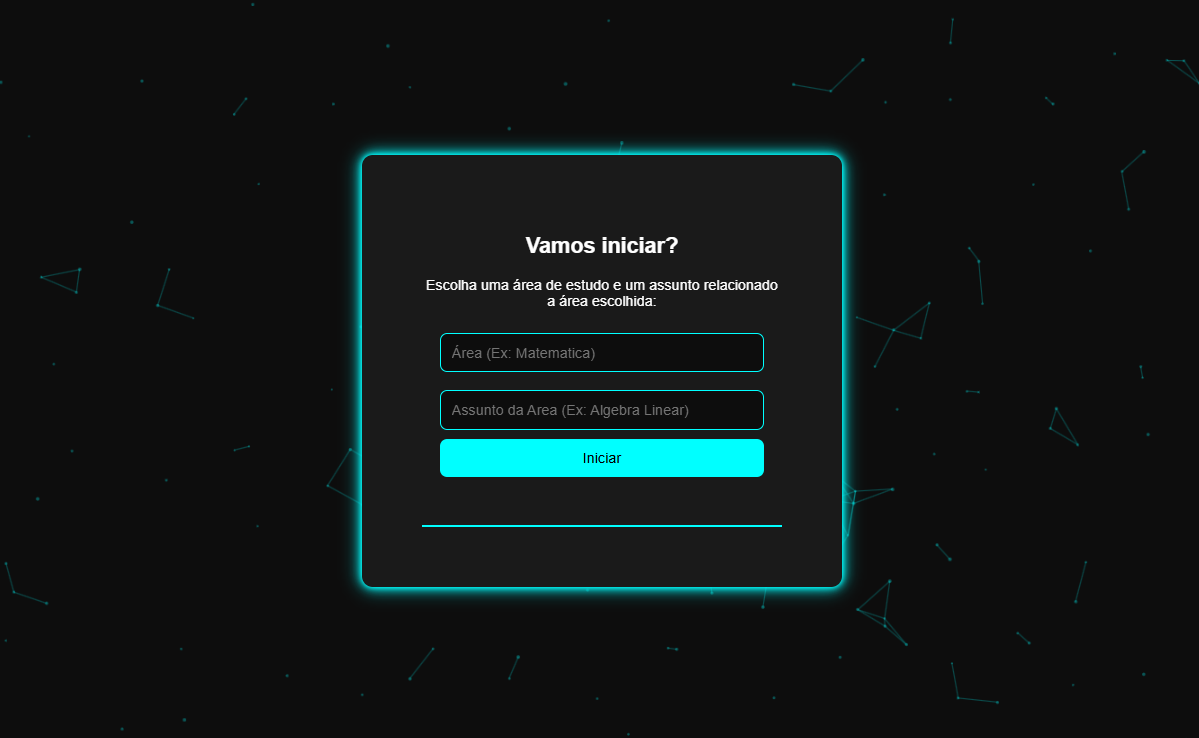 Vamos iniciar?
Escolha uma área de estudo e um assunto relacionado
a área escolhida:
Área (Ex: Matematica)
Assunto da Area (Ex: Algebra Linear)
Iniciar